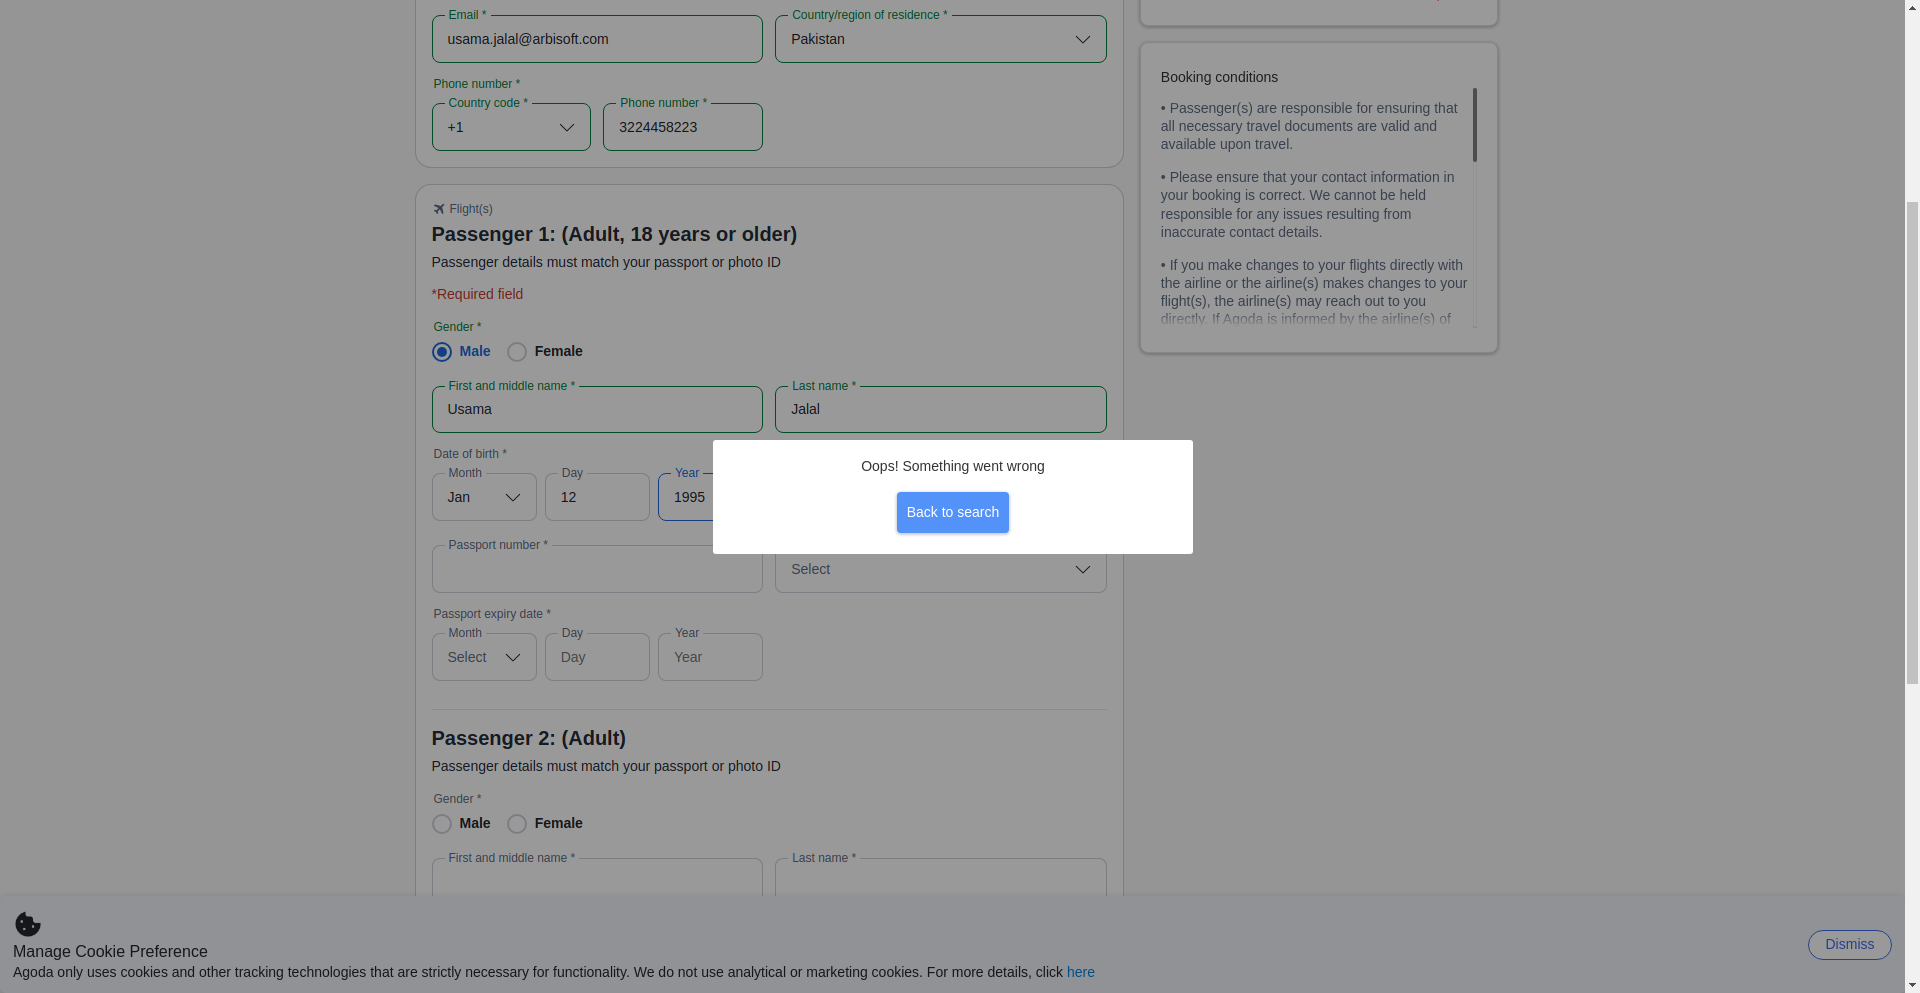 Email *
usama.jalal@arbisoft.com
Country/region of residence *
Pakistan
Phone number *
Country code *
+1
Phone number *
3224458223
Flight(s)
Passenger 1: (Adult, 18 years or older)
Passenger details must match your passport or photo ID
*Required field
Gender *
Male
Female
First and middle name *
Usama
Last name *
Jalal
Date of birth *
Month
Jan
Day
12
Year
1995
Passport number *
Select
Passport expiry date *
Month
Select
Day
Day
Year
Year
Passenger 2: (Adult)
Passenger details must match your passport or photo ID
Gender *
Male
Female
First and middle name *
Last name *
Booking conditions
• Passenger(s) are responsible for ensuring that
all necessary travel documents are valid and
available upon travel.
• Please ensure that your contact information in
your booking is correct. We cannot be held
responsible for any issues resulting from
inaccurate contact details.
• If you make changes to your flights directly with
the airline or the airline(s) makes changes to your
flight(s), the airline(s) may reach out to you
directly. If Agoda is informed by the airline(s) of
Oops! Something went wrong
Back to search
Manage Cookie Preference
Agoda only uses cookies and other tracking technologies that are strictly necessary for functionality. We do not use analytical or marketing cookies. For more details, click here
Dismiss